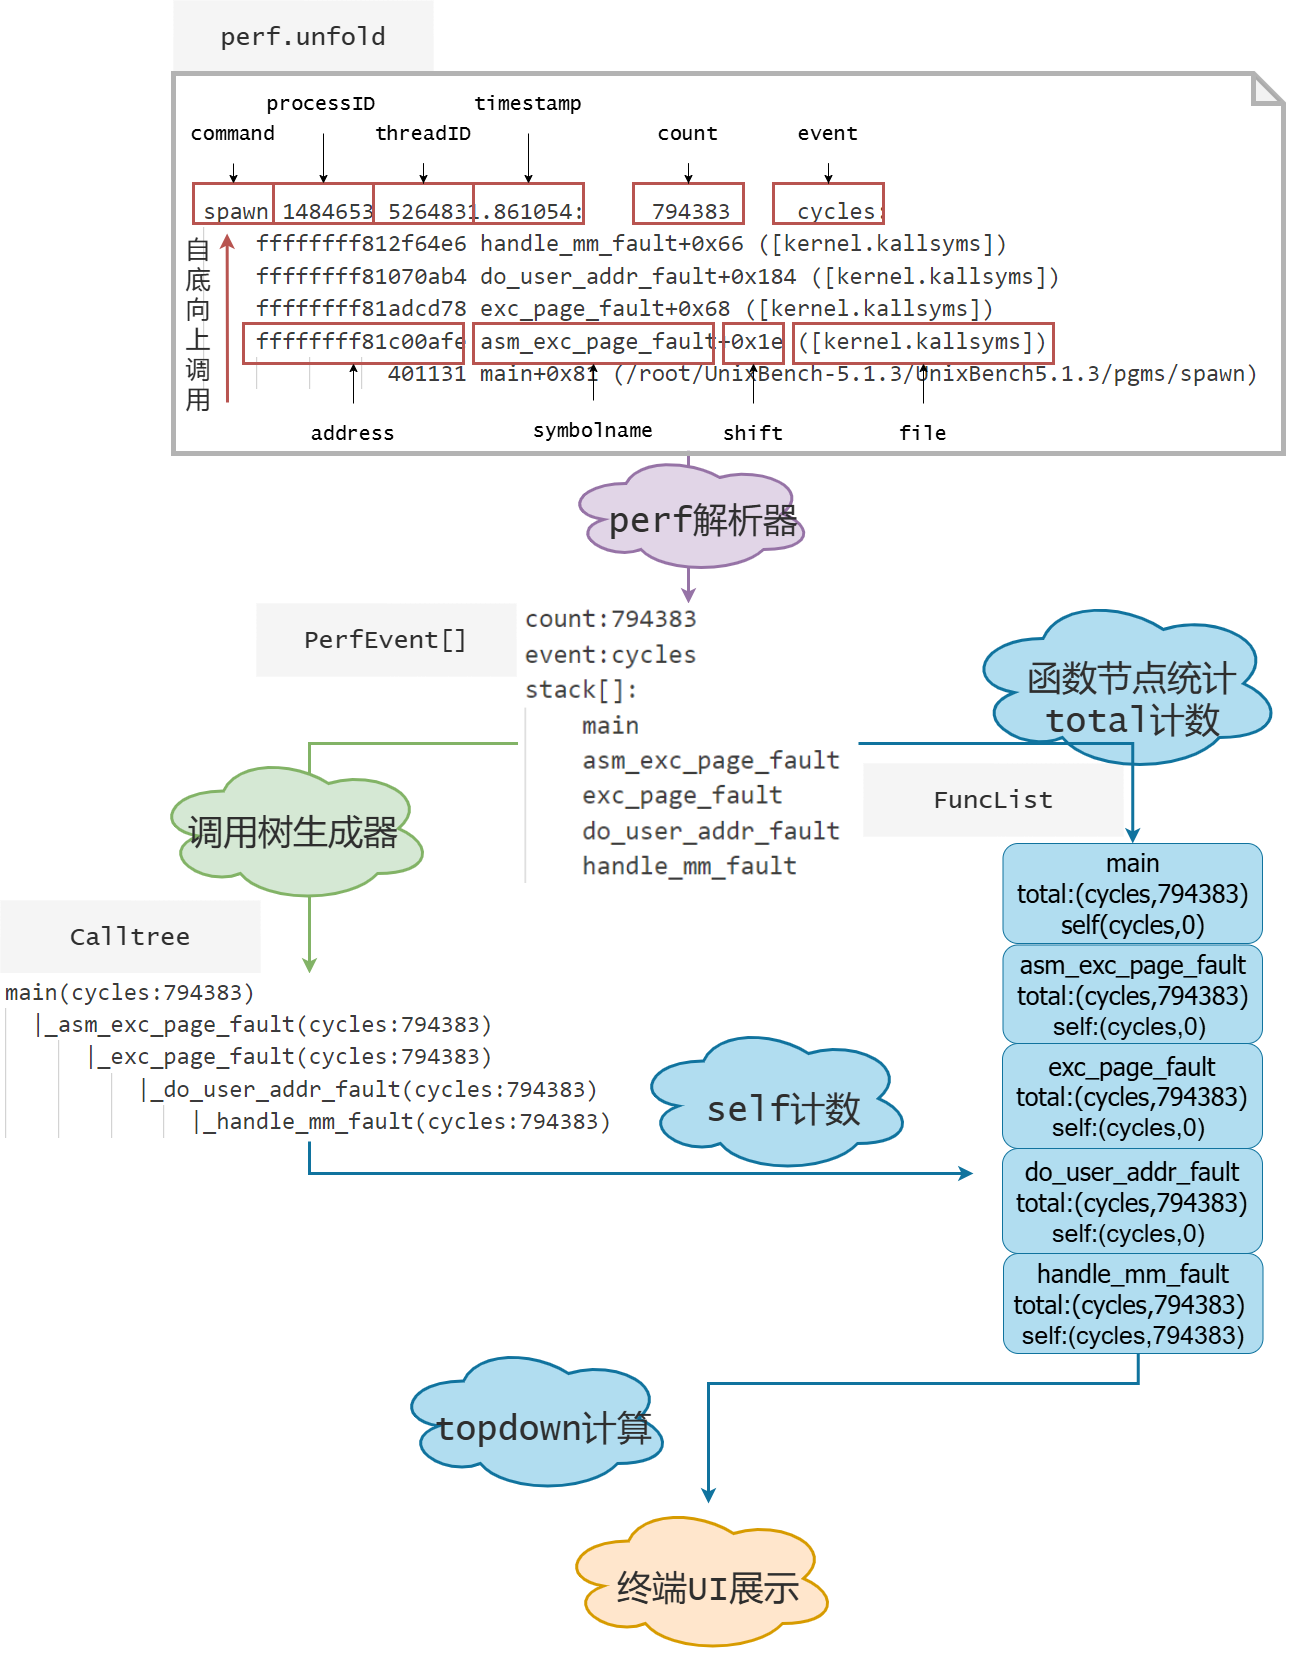 perf.unfold
processID timestamp
command threadID count event
spawn 1484653 5264831.861054: 794383 cycles:
ffffffff812f64e6 handle_mm_fault+0x66 ([kernel.kallsyms])
ffffffff81070ab4 do_user_addr_fault+0x184 ([kernel.kallsyms])
ffffffff81adcd78 exc_page_fault+0x68 ([kernel.kallsyms])
ffffffff81c00afe asm_exc_page_fault+0x1e ([kernel.kallsyms])
401131 main+0x81 (/root/UnixBench-5.1.3/UnixBench5.1.3/pgms/spawn)
自底向上调用
address symbolname shift file
perf解析器
PerfEvent[]
count:794383
event:cycles
stack[]:
main
asm_exc_page_fault
exc_page_fault
do_user_addr_fault
handle_mm_fault
函数节点统计
total计数
FuncList
调用树生成器
Calltree
main(cycles:794383)
|_asm_exc_page_fault(cycles:794383)
|_exc_page_fault(cycles:794383)
|_do_user_addr_fault(cycles:794383)
|_handle_mm_fault(cycles:794383)
self计数
main
total:(cycles,794383)
self(cycles,0)
asm_exc_page_fault
total:(cycles,794383)
self:(cycles,0)
exc_page_fault
total:(cycles,794383)
self:(cycles,0)
do_user_addr_fault
total:(cycles,794383)
self:(cycles,0)
handle_mm_fault
total:(cycles,794383)
self:(cycles,794383)
topdown计算
终端UI展示